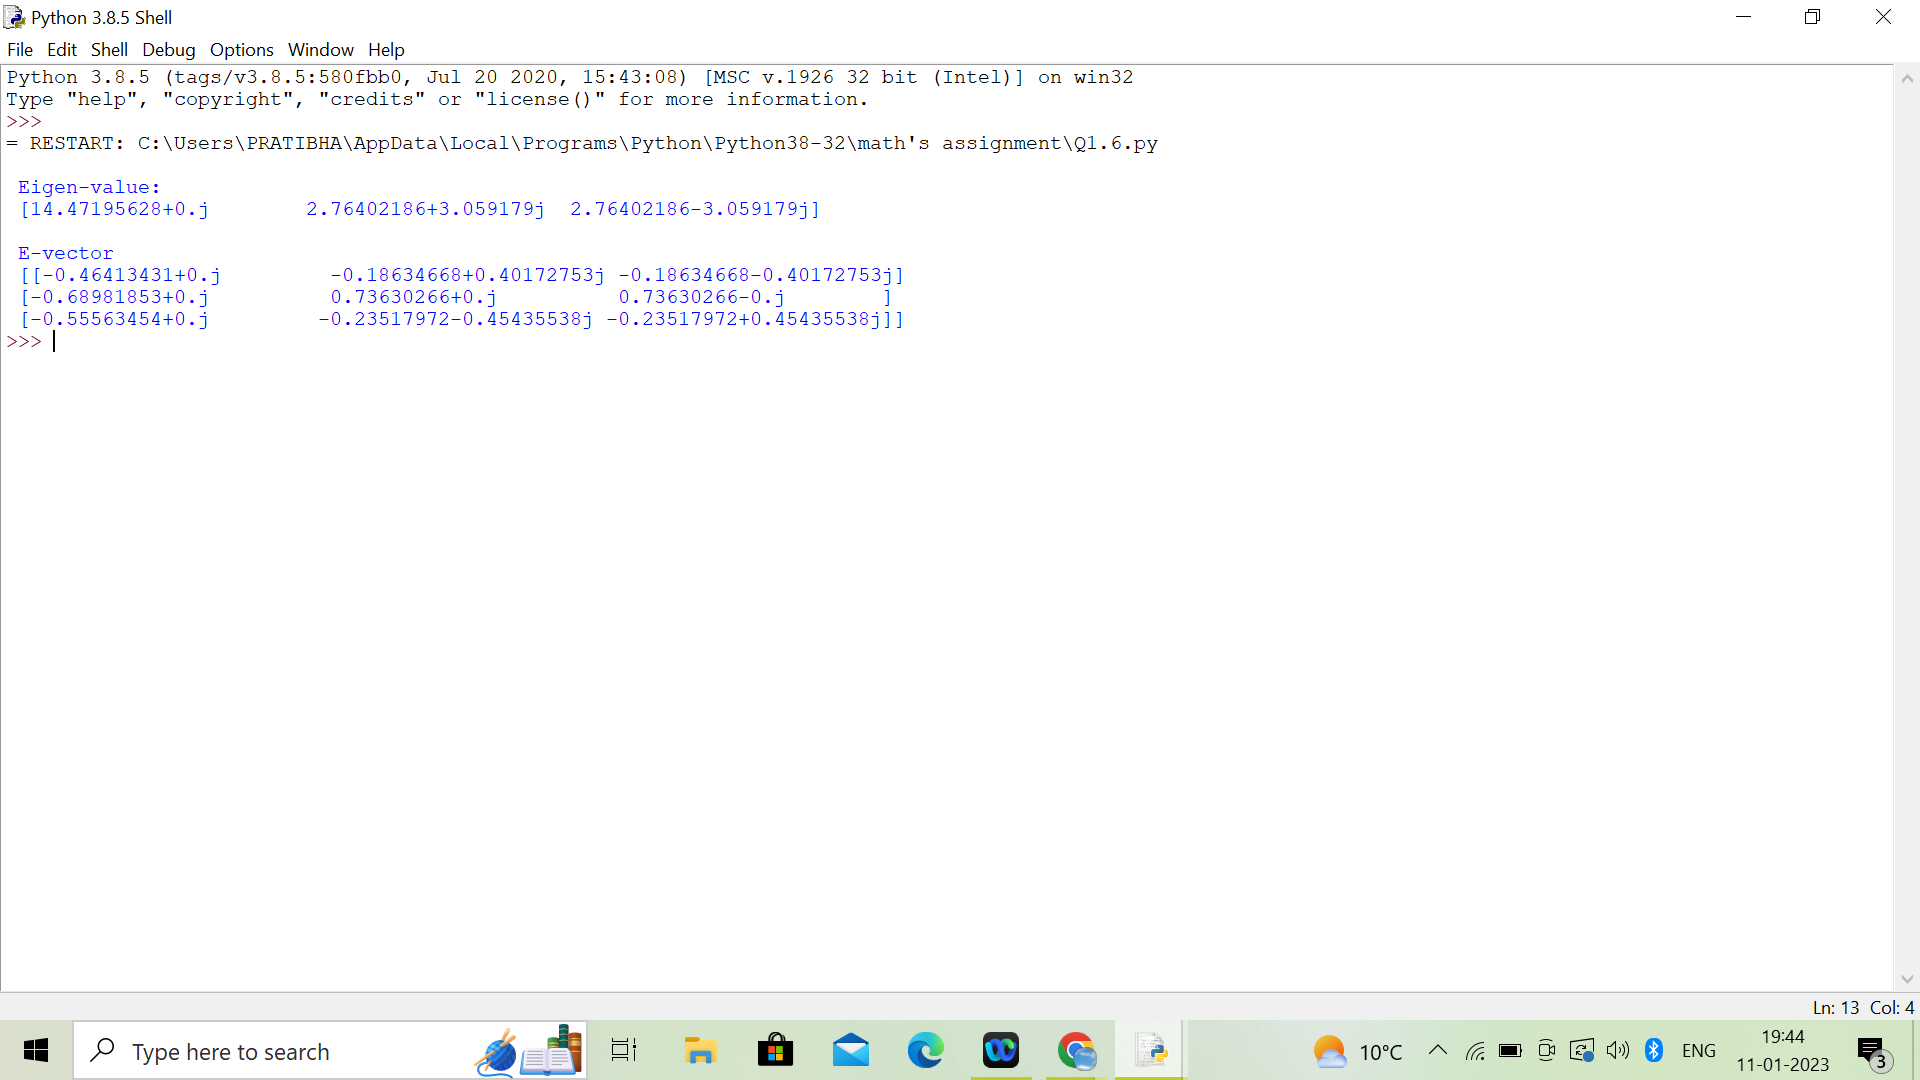 Python 3.8.5 Shell
File Edit Shell Debug Options Window Help
Python 3.8.5 (tags/v3.8.5:580fbb0, Jul 20 2020, 15:43:08) [MSC v.1926 32 bit (Intel)] on win32
Type "help", "copyright", "credits" or "license()" for more information.
>>>
= RESTART: C:\Users\PRATIBHA\AppData\Local\Programs\Python\Python38-32\math's assignment\Q1.6.py
Eigen-value:
[14.47195628+0.j        2.76402186+3.059179j  2.76402186-3.059179j]
E-vector
[[-0.46413431+0.j         -0.18634668+0.40172753j -0.18634668-0.40172753j]
[-0.68981853+0.j          0.73630266+0.j          0.73630266-0.j        ]
[-0.55563454+0.j         -0.23517972-0.45435538j -0.23517972+0.45435538j]]
>>>
Ln: 13 Col: 4
Type here to search
10°C
ENG
19:44
11-01-2023
3